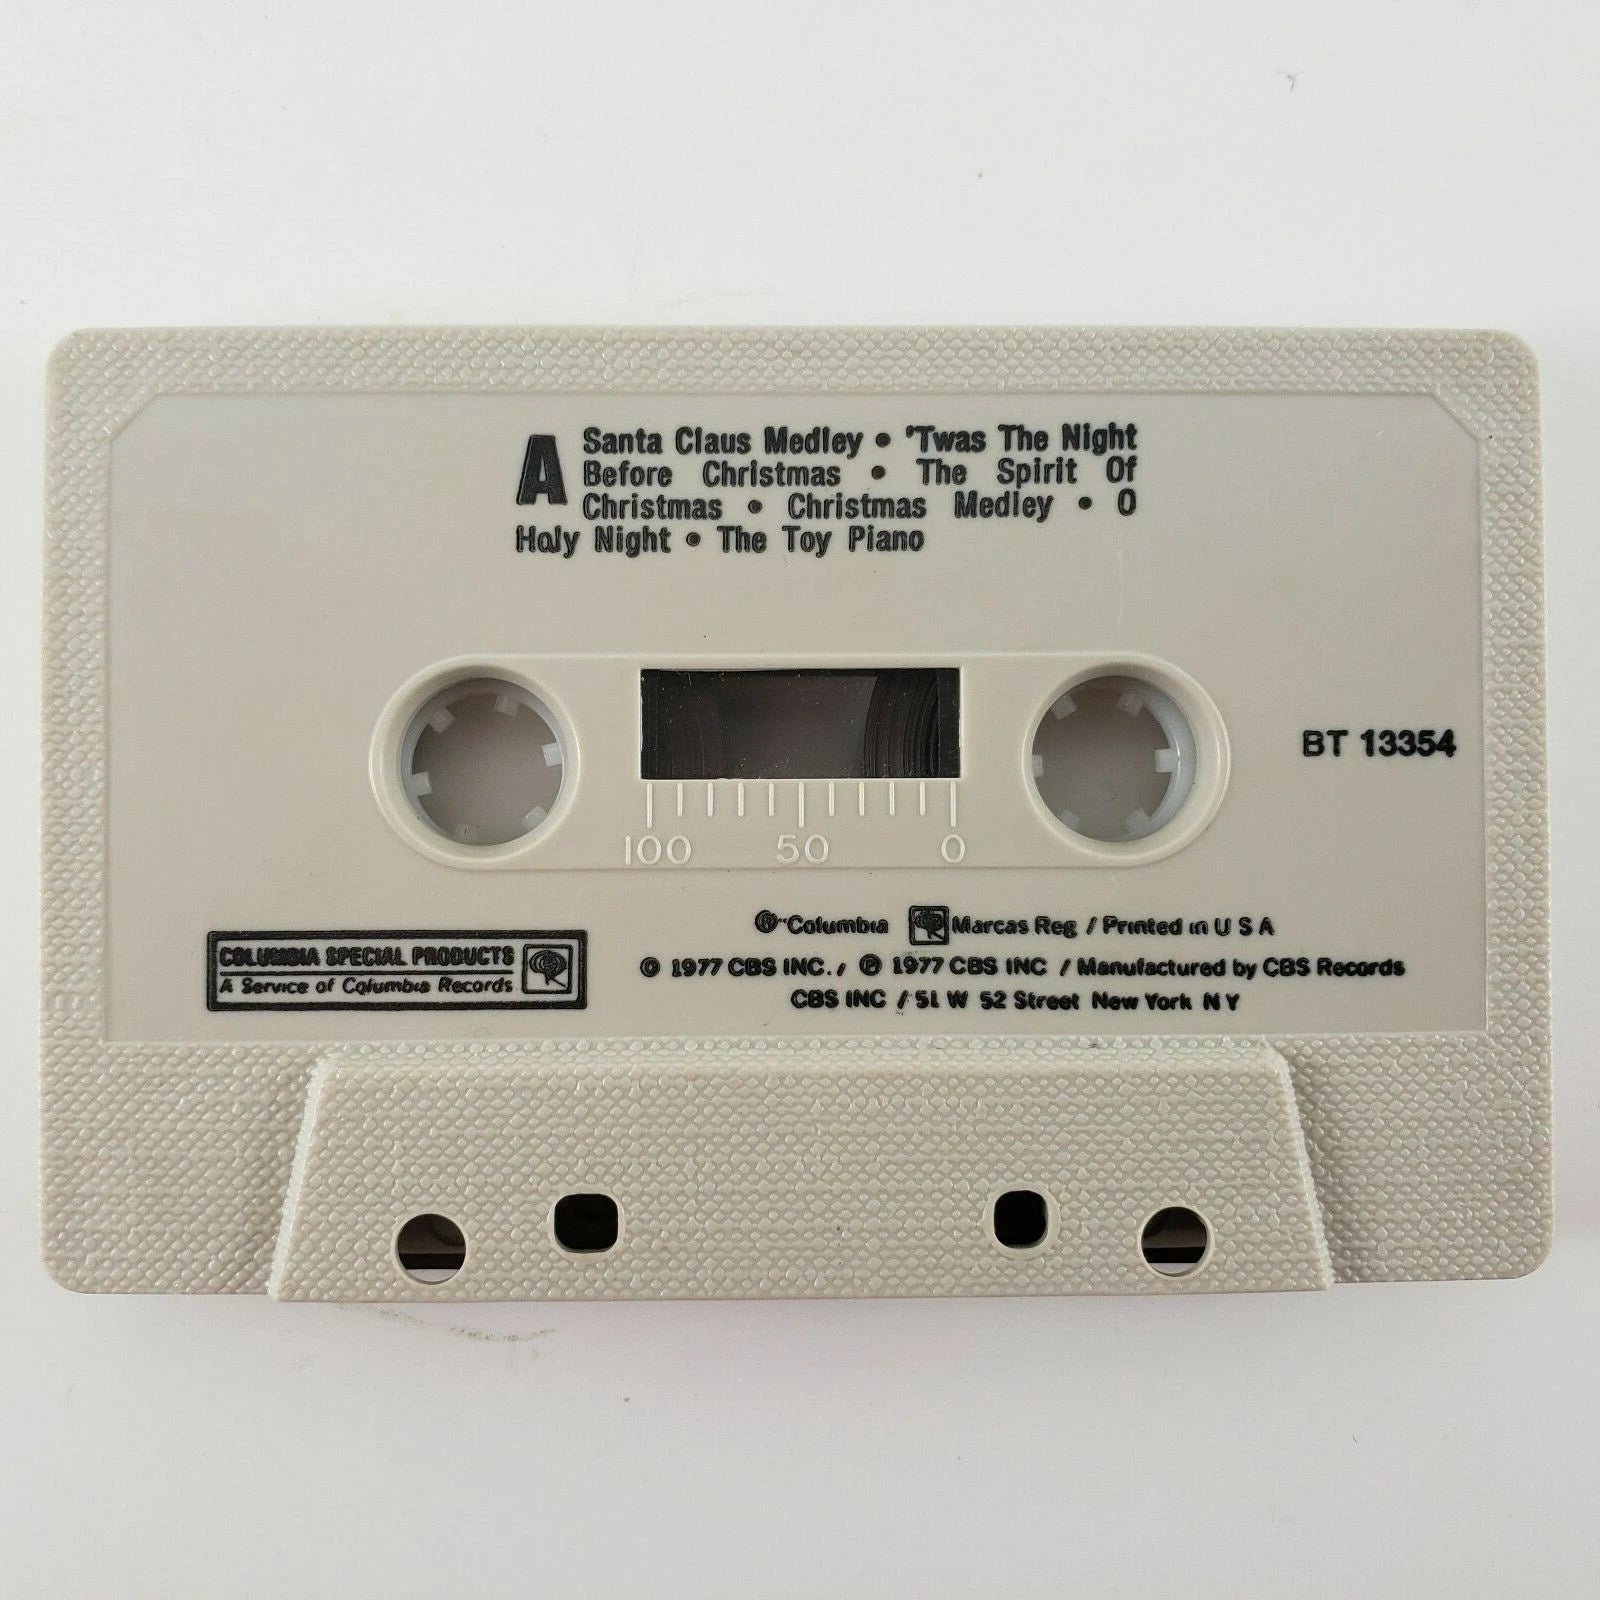 A Santa Claus Medley • 'Twas The Night
Before Christmas • The Spirit Of
Christmas • Christmas Medley • O
Holy Night • The Toy Piano
BT 13354
100 50 0
COLUMBIA SPECIAL PRODUCTS
A Service of Columbia Records
® "Columbia Marcas Reg / Printed in U S A
© 1977 CBS INC. / ℗ 1977 CBS INC / Manufactured by CBS Records
CBS INC / 51 W 52 Street New York N Y